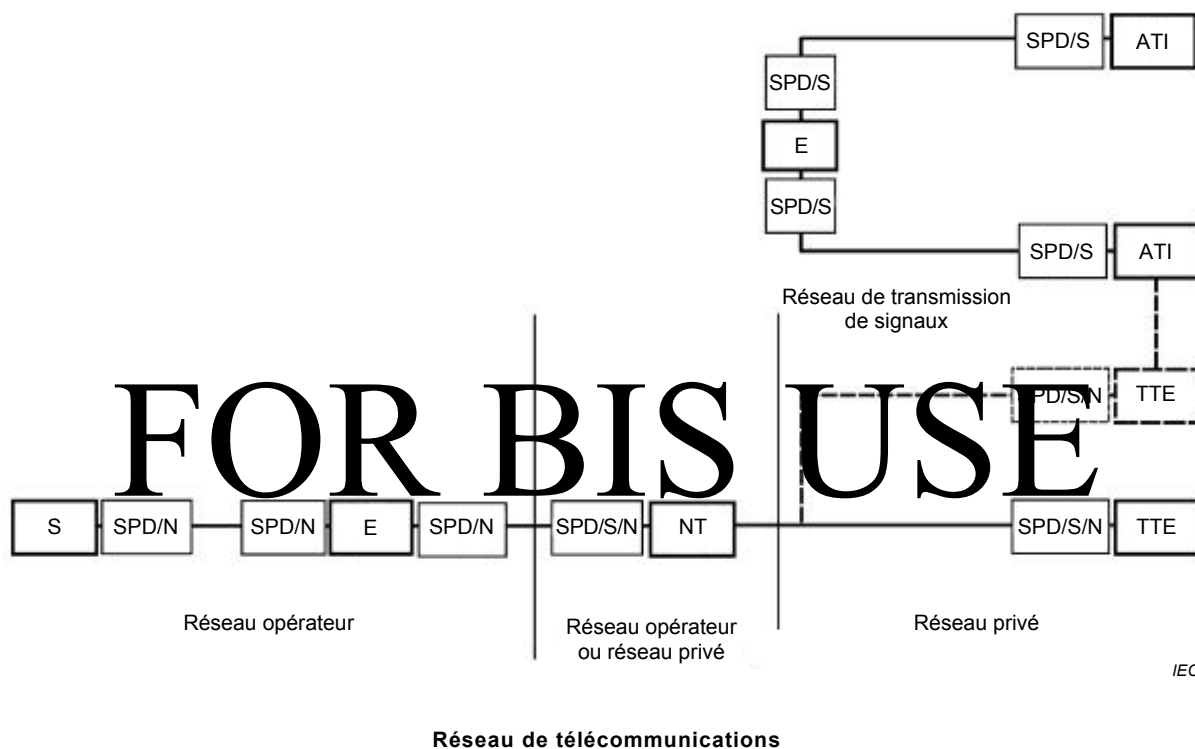 SPD/S ATI
SPD/S
E
SPD/S
SPD/S ATI
Réseau de transmission
de signaux
SPD/S/N TTE
FOR BIS USE
S SPD/N SPD/N E SPD/N SPD/S/N NT SPD/S/N TTE
Réseau opérateur
Réseau opérateur
ou réseau privé
Réseau privé
IEC
Réseau de télécommunications